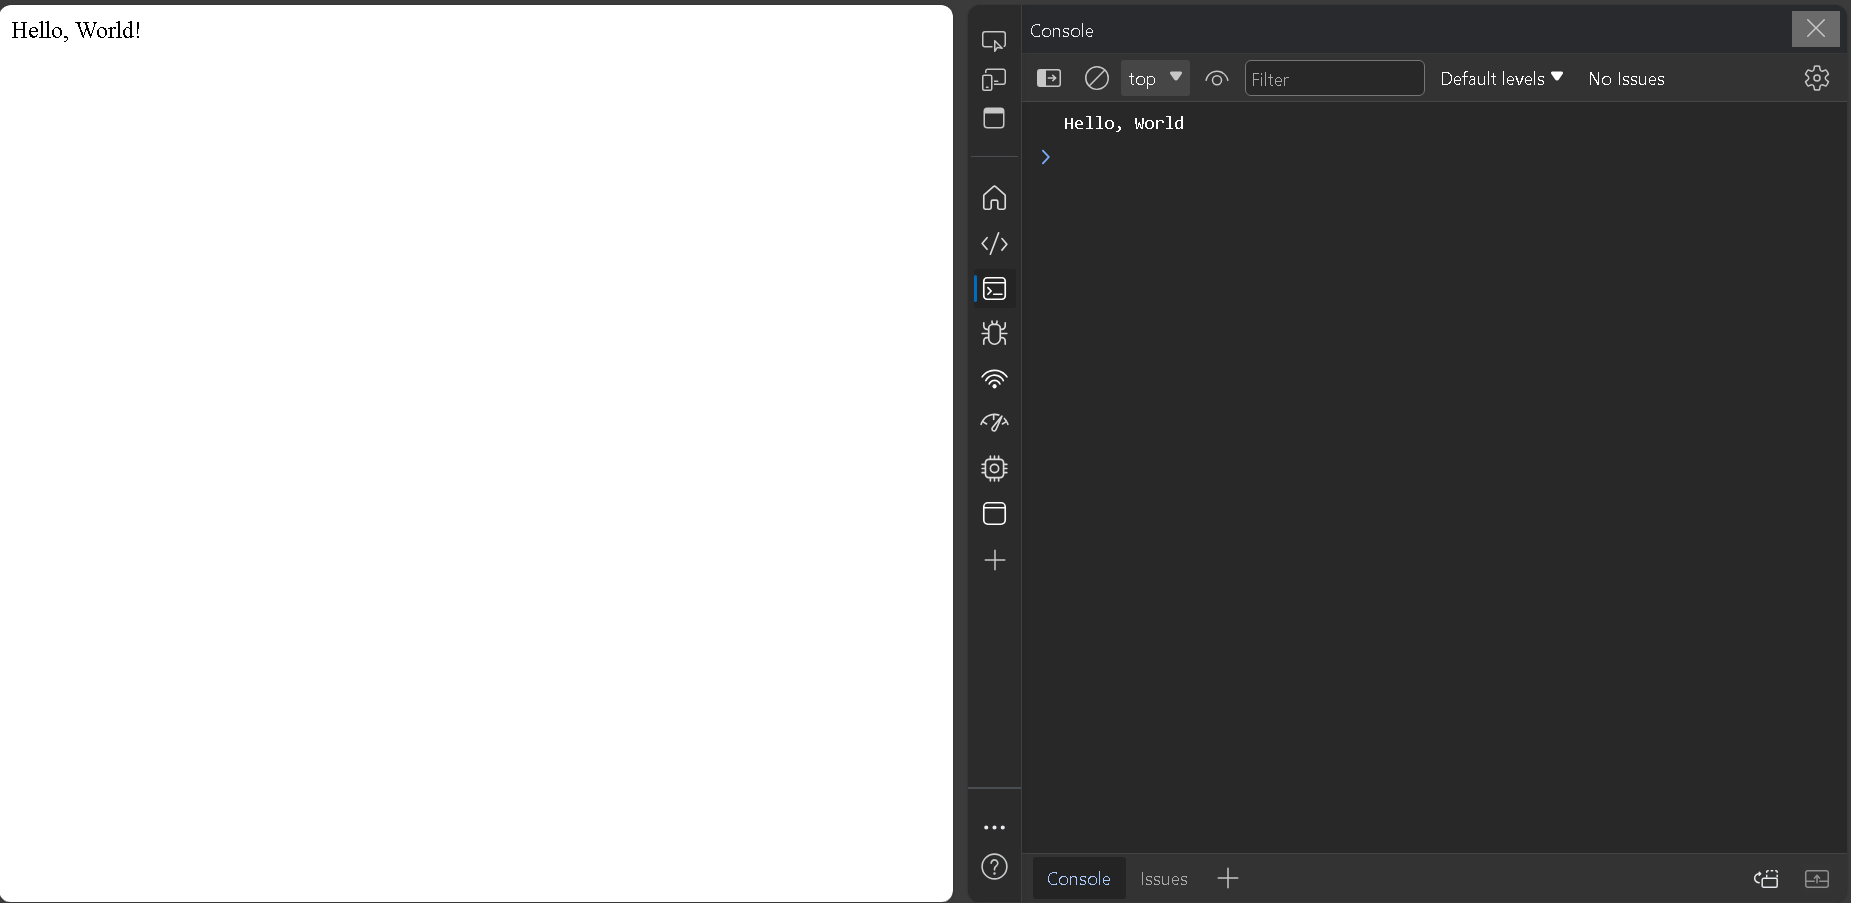 Hello, World!
Console
top Filter Default levels No Issues
Hello, World
Console Issues